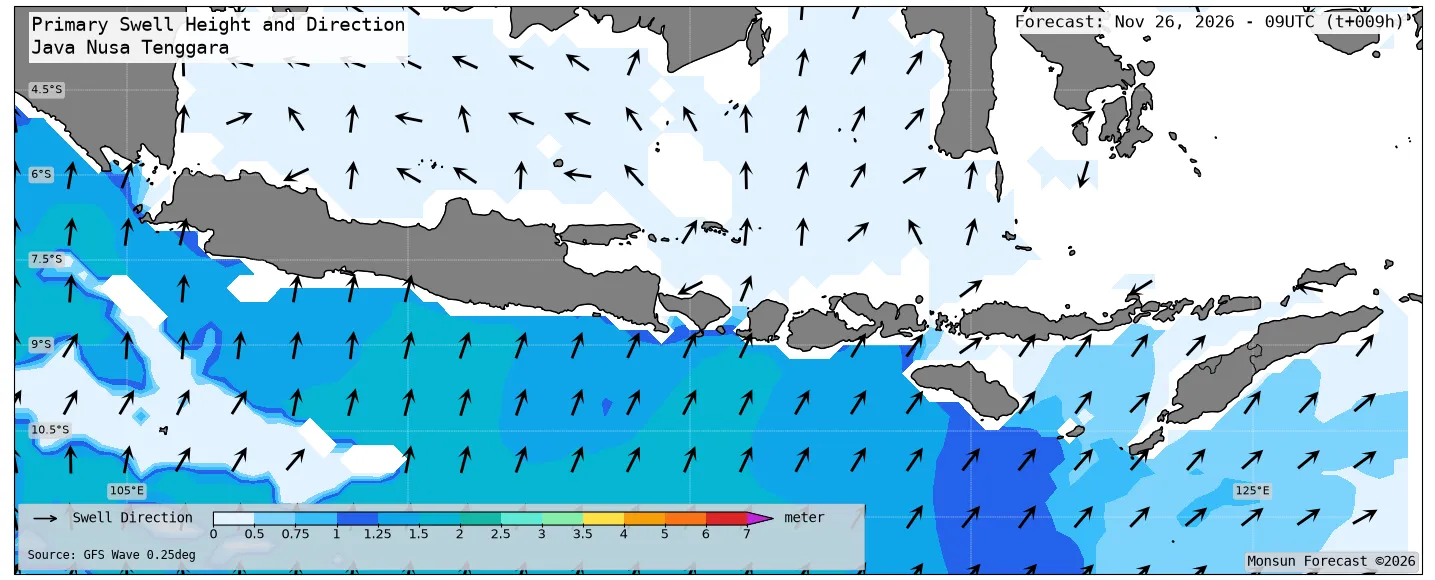 Primary Swell Height and Direction
Java Nusa Tenggara
Forecast: Nov 26, 2026 - 09UTC (t+009h)
4.5°S
6°S
7.5°S
9°S
10.5°S
105°E
125°E
Swell Direction
meter
0 0.5 0.75 1 1.25 1.5 2 2.5 3 3.5 4 5 6 7
Source: GFS Wave 0.25deg
Monsun Forecast ©2026